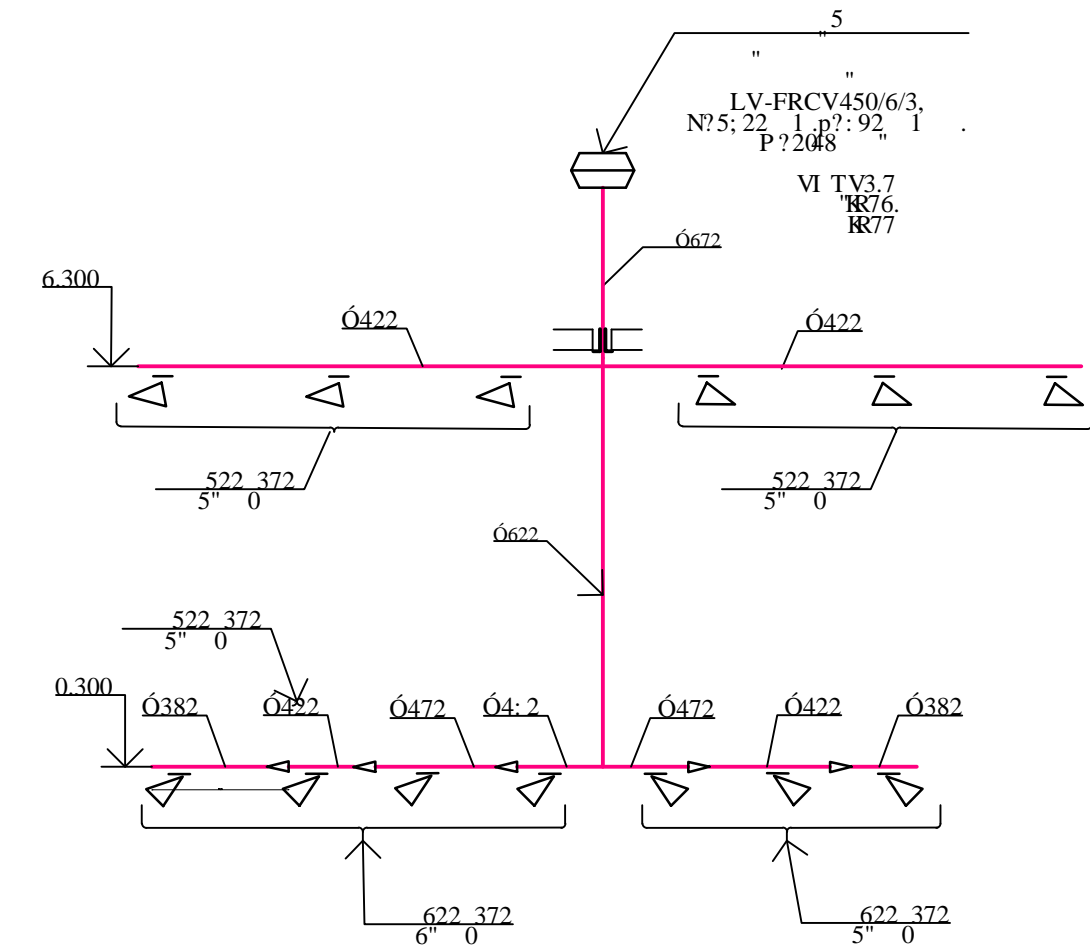 5
"
"
"
LV-FRCV450/6/3,
N?5; 22 1 .p?: 92 1 .
P ?2048 "
VI TV3.7
"KR76.
KR77
Ó672
6.300
Ó422
Ó422
522 372
5" 0
522 372
5" 0
Ó622
522 372
5" 0
0.300
Ó382
Ó422
Ó472
Ó4: 2
Ó472
Ó422
Ó382
622 372
6" 0
622 372
5" 0